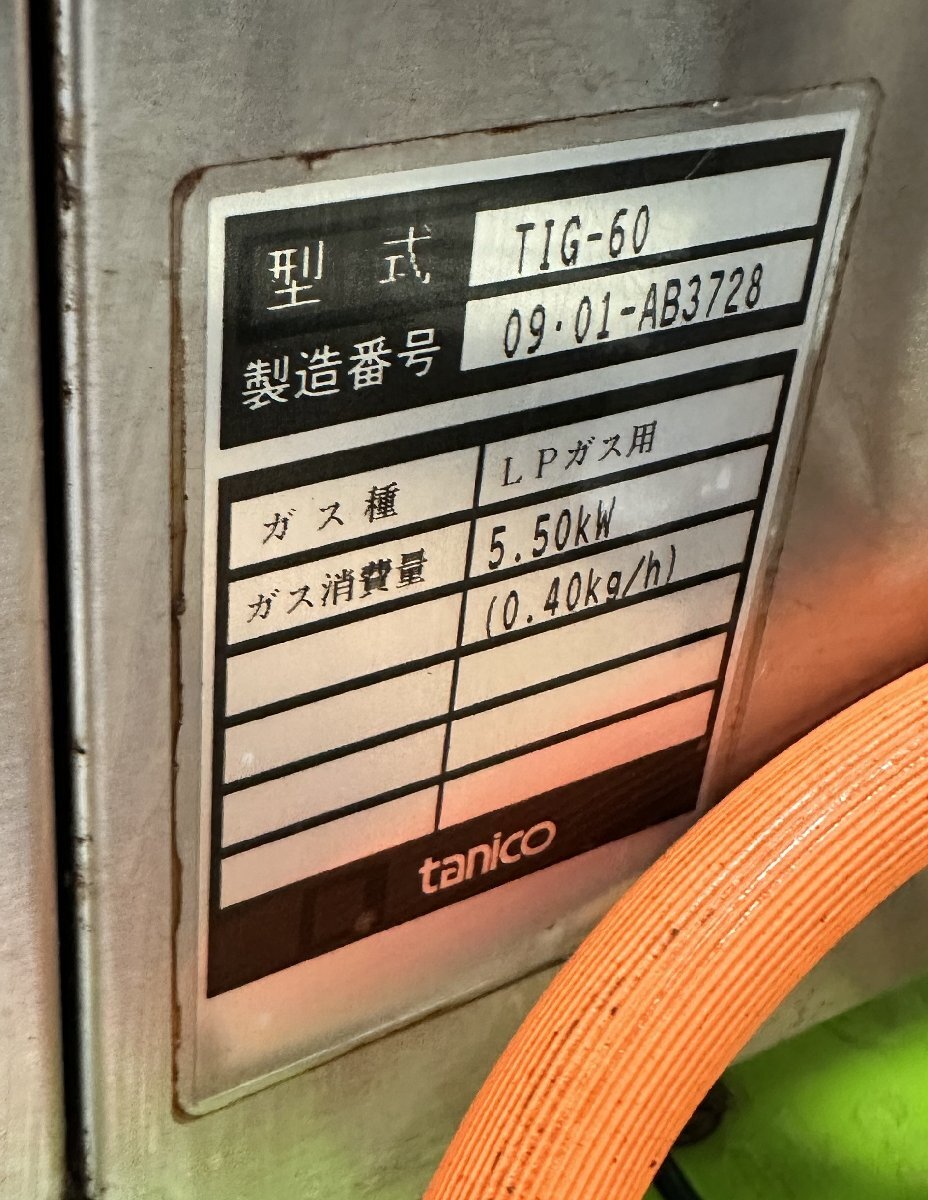 型式 TIG-60
製造番号 09·01-AB3728
ガス種 LPガス用
ガス消費量 5.50kW
(0.40kg/h)
tanico